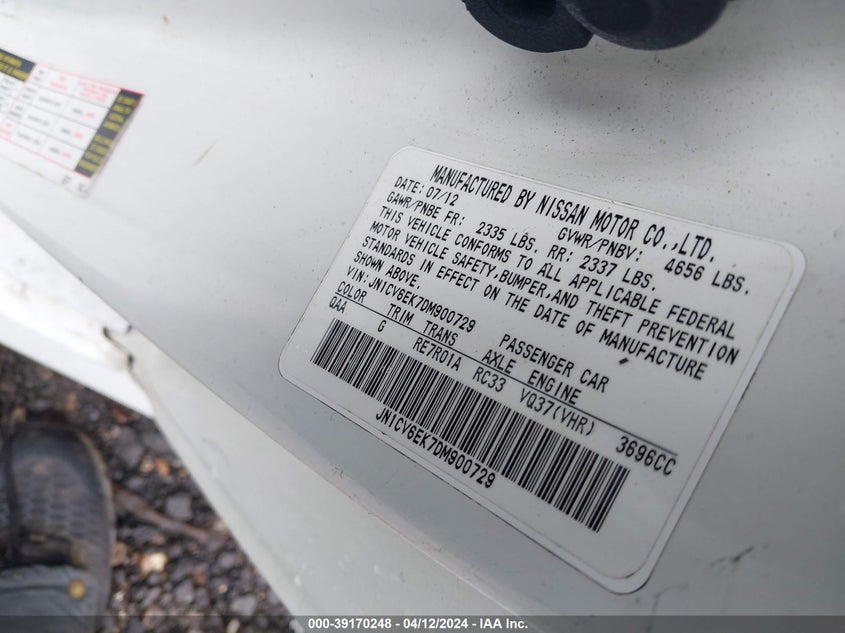 MANUFACTURED BY NISSAN MOTOR CO.,LTD.
DATE: 07/12 GVWR/PNBV: 4656 LBS.
GAWR/PNBE FR: 2335 LBS. RR: 2337 LBS.
THIS VEHICLE CONFORMS TO ALL APPLICABLE FEDERAL
MOTOR VEHICLE SAFETY,BUMPER,AND THEFT PREVENTION
STANDARDS IN EFFECT ON THE DATE OF MANUFACTURE
SHOWN ABOVE.
VIN: JN1CV6EK7DM900729 PASSENGER CAR
COLOR TRIM TRANS AXLE ENGINE
QAA G RE7R01A RC33 VQ37(VHR) 3696CC
JN1CV6EK7DM900729
000-39170248 - 04/12/2024 - IAA Inc.